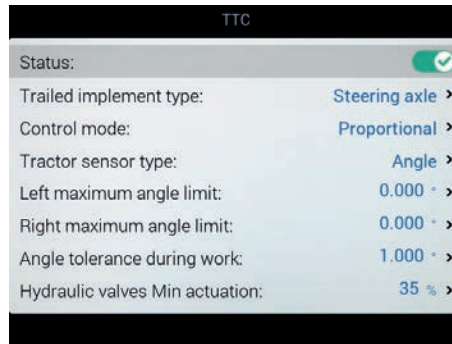 TTC
Status:
Trailed implement type: Steering axle >
Control mode: Proportional >
Tractor sensor type: Angle >
Left maximum angle limit: 0.000 ° >
Right maximum angle limit: 0.000 ° >
Angle tolerance during work: 1.000 ° >
Hydraulic valves Min actuation: 35 % >